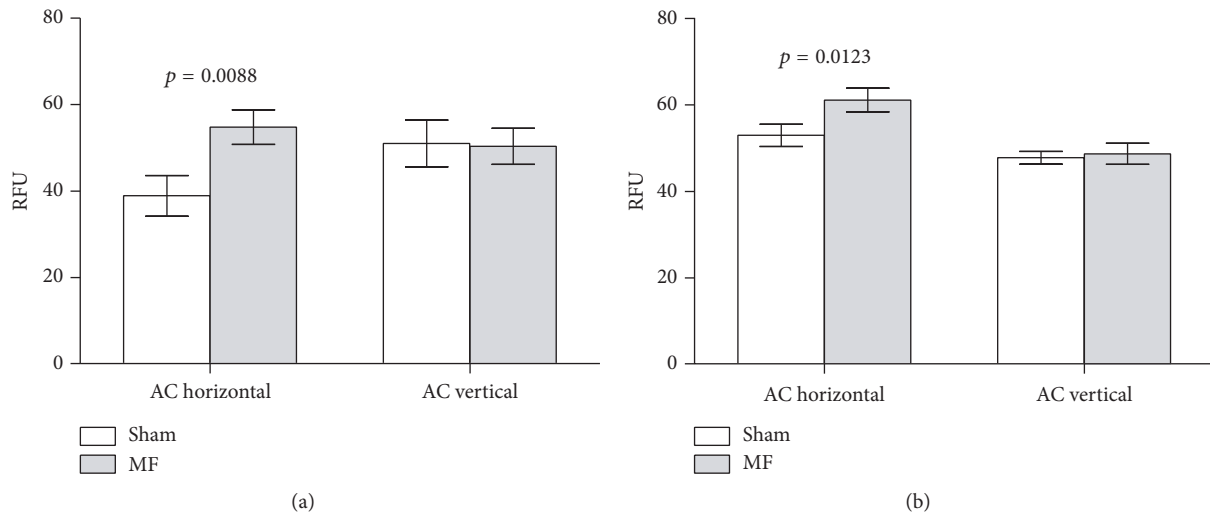 80
60
40
20
0
RFU
p = 0.0088
AC horizontal
AC vertical
Sham
MF
(a)
80
60
40
20
0
RFU
p = 0.0123
AC horizontal
AC vertical
Sham
MF
(b)